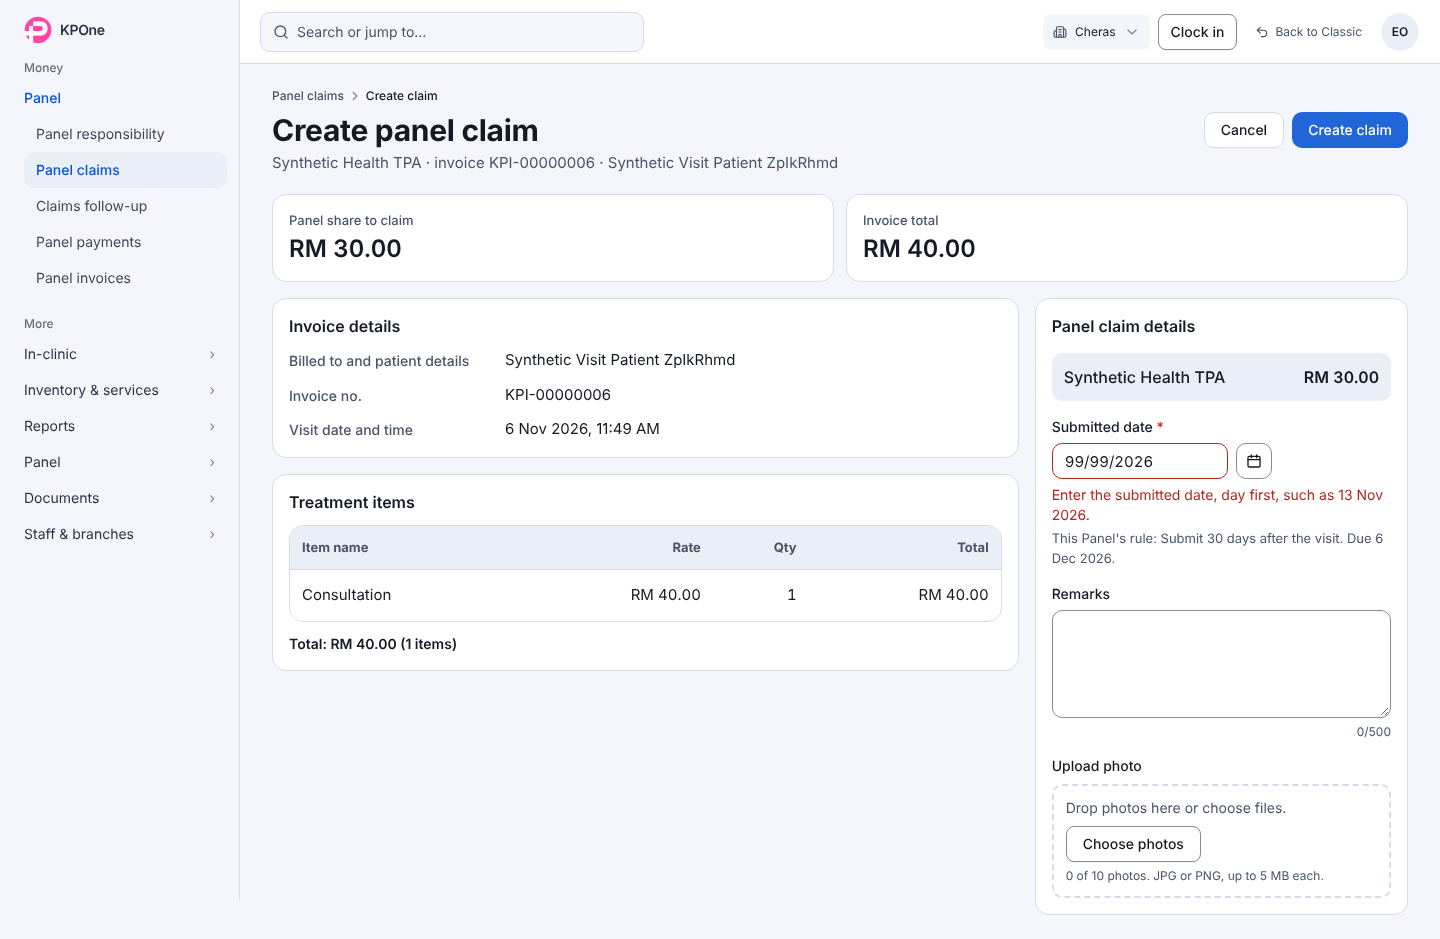 KPOne
Money
Panel
Panel responsibility
Panel claims
Claims follow-up
Panel payments
Panel invoices
More
In-clinic
Inventory & services
Reports
Panel
Documents
Staff & branches
Search or jump to...
Cheras
Clock in
Back to Classic
EO
Panel claims > Create claim
Create panel claim
Cancel
Create claim
Synthetic Health TPA · invoice KPI-00000006 · Synthetic Visit Patient ZpIkRhmd
Panel share to claim
RM 30.00
Invoice total
RM 40.00
Invoice details
Billed to and patient details Synthetic Visit Patient ZpIkRhmd
Invoice no. KPI-00000006
Visit date and time 6 Nov 2026, 11:49 AM
Treatment items
Item name Rate Qty Total
Consultation RM 40.00 1 RM 40.00
Total: RM 40.00 (1 items)
Panel claim details
Synthetic Health TPA RM 30.00
Submitted date *
99/99/2026
Enter the submitted date, day first, such as 13 Nov
2026.
This Panel's rule: Submit 30 days after the visit. Due 6
Dec 2026.
Remarks
0/500
Upload photo
Drop photos here or choose files.
Choose photos
0 of 10 photos. JPG or PNG, up to 5 MB each.